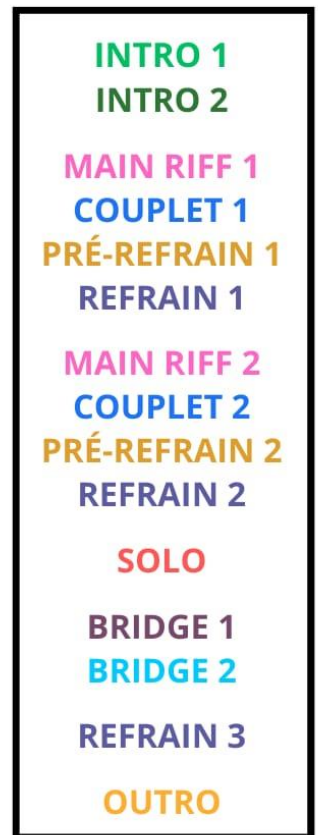 INTRO 1
INTRO 2
MAIN RIFF 1
COUPLET 1
PRÉ-REFRAIN 1
REFRAIN 1
MAIN RIFF 2
COUPLET 2
PRÉ-REFRAIN 2
REFRAIN 2
SOLO
BRIDGE 1
BRIDGE 2
REFRAIN 3
OUTRO